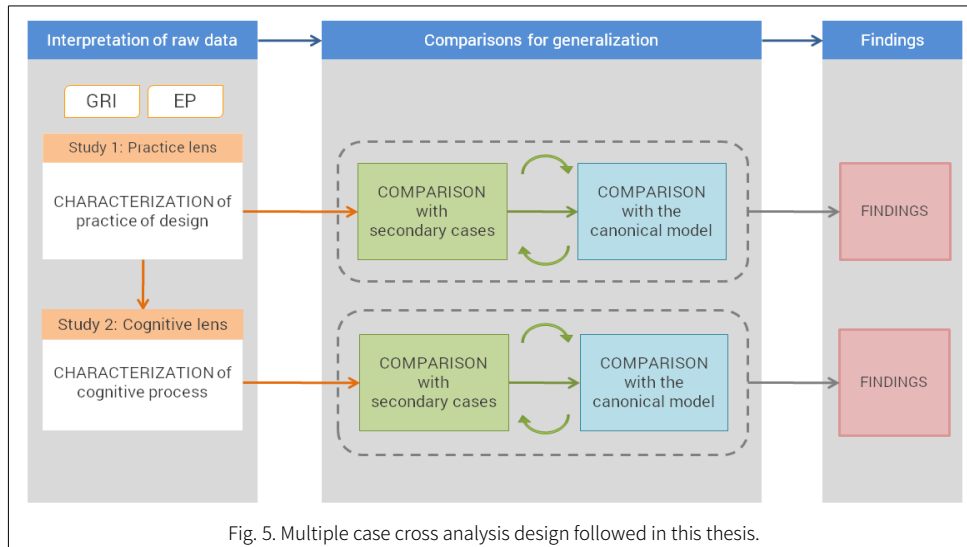 Interpretation of raw data
Comparisons for generalization
Findings
GRI
EP
Study 1: Practice lens
CHARACTERIZATION of
practice of design
COMPARISON
with
secondary cases
COMPARISON
with the
canonical model
FINDINGS
Study 2: Cognitive lens
CHARACTERIZATION of
cognitive process
COMPARISON
with
secondary cases
COMPARISON
with the
canonical model
FINDINGS
Fig. 5. Multiple case cross analysis design followed in this thesis.